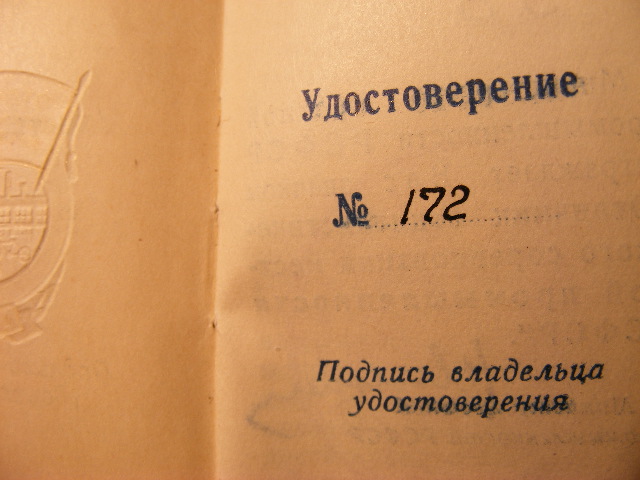 Удостоверение
№ 172
Подпись владельца
удостоверения